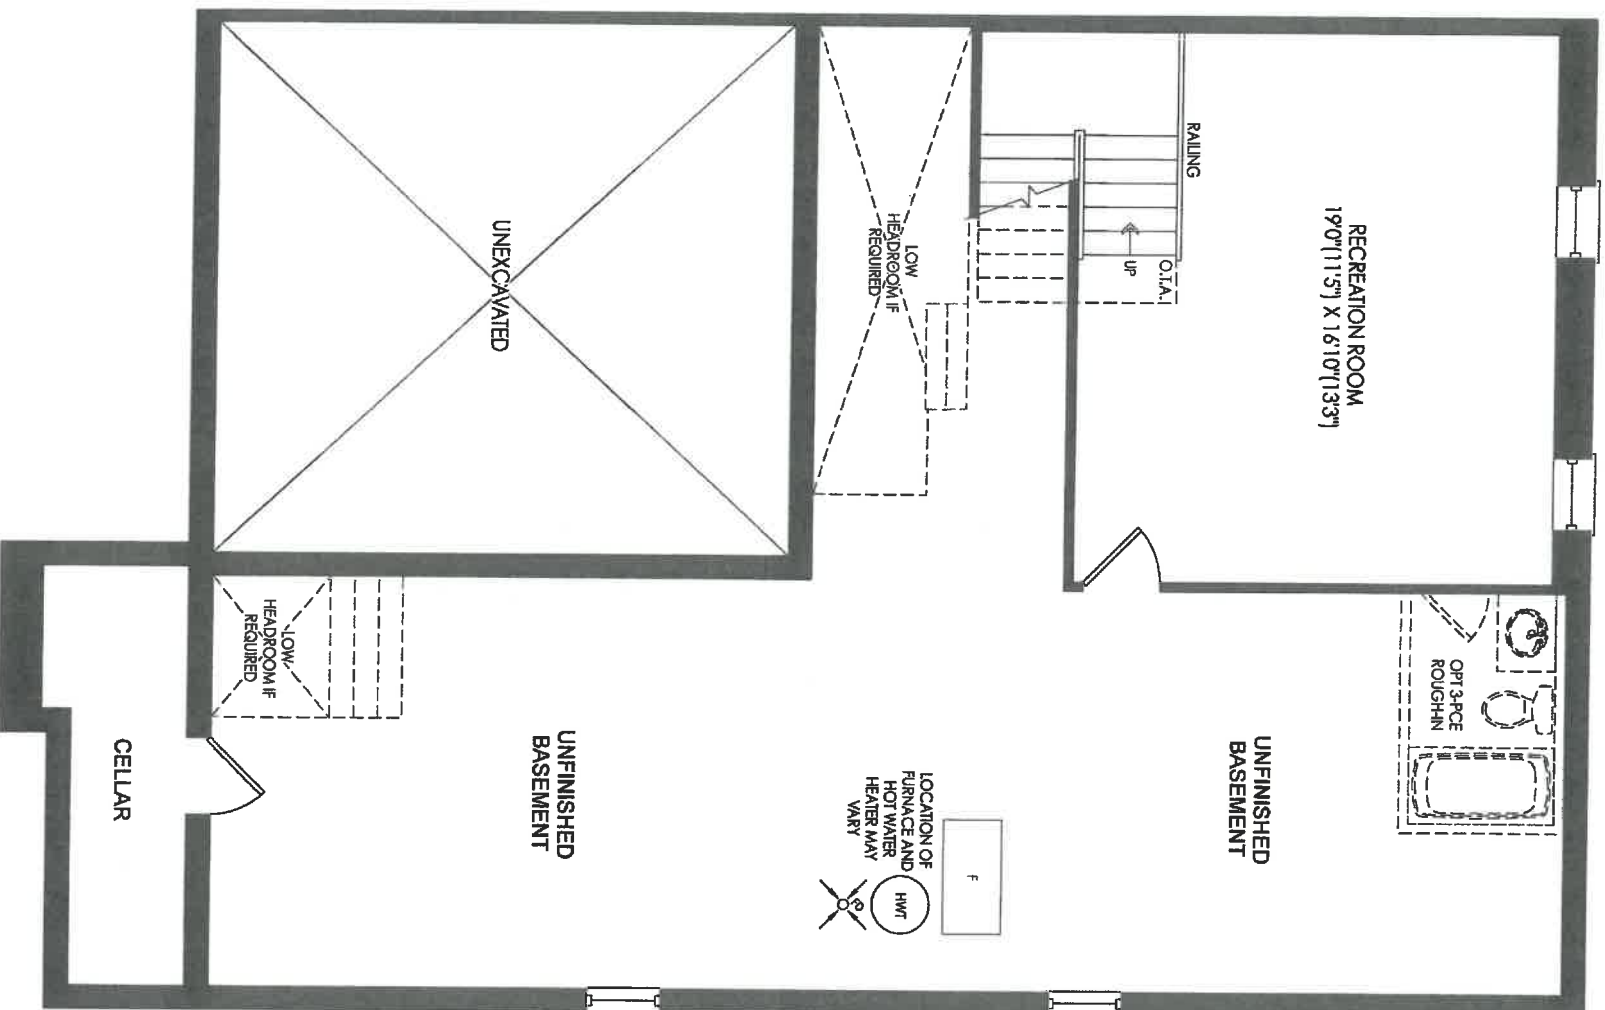 RECREATION ROOM
19'0"(11'5") X 16'10"(13'3")
RAILING
O.T.A.
UP
LOW
HEADROOM IF
REQUIRED
UNEXCAVATED
OPT 3-PCE
ROUGH-IN
UNFINISHED
BASEMENT
F
LOCATION OF
FURNACE AND
HOT WATER
HEATER MAY
VARY
HWT
FD
UNFINISHED
BASEMENT
LOW
HEADROOM IF
REQUIRED
CELLAR